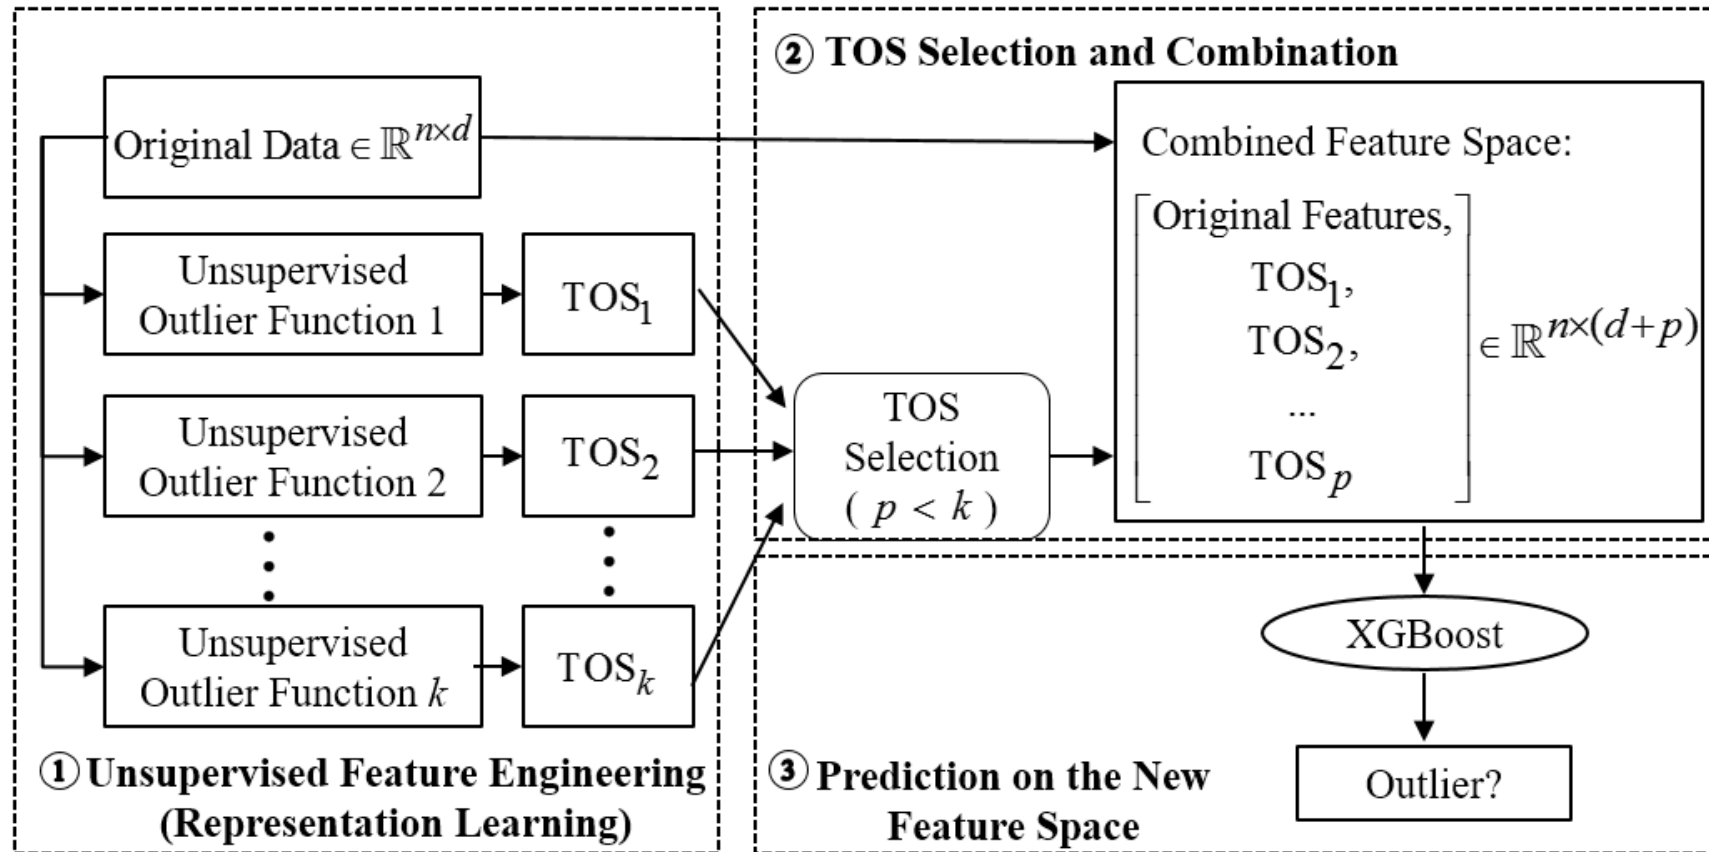 Original Data ∈ ℝ^{n×d}
Unsupervised
Outlier Function 1
TOS₁
Unsupervised
Outlier Function 2
TOS₂
Unsupervised
Outlier Function k
TOSₖ
① Unsupervised Feature Engineering
(Representation Learning)
② TOS Selection and Combination
TOS
Selection
( p < k )
Combined Feature Space:
Original Features,
TOS₁,
TOS₂,
...
TOSₚ
∈ ℝ^{n×(d+p)}
XGBoost
Outlier?
③ Prediction on the New
Feature Space